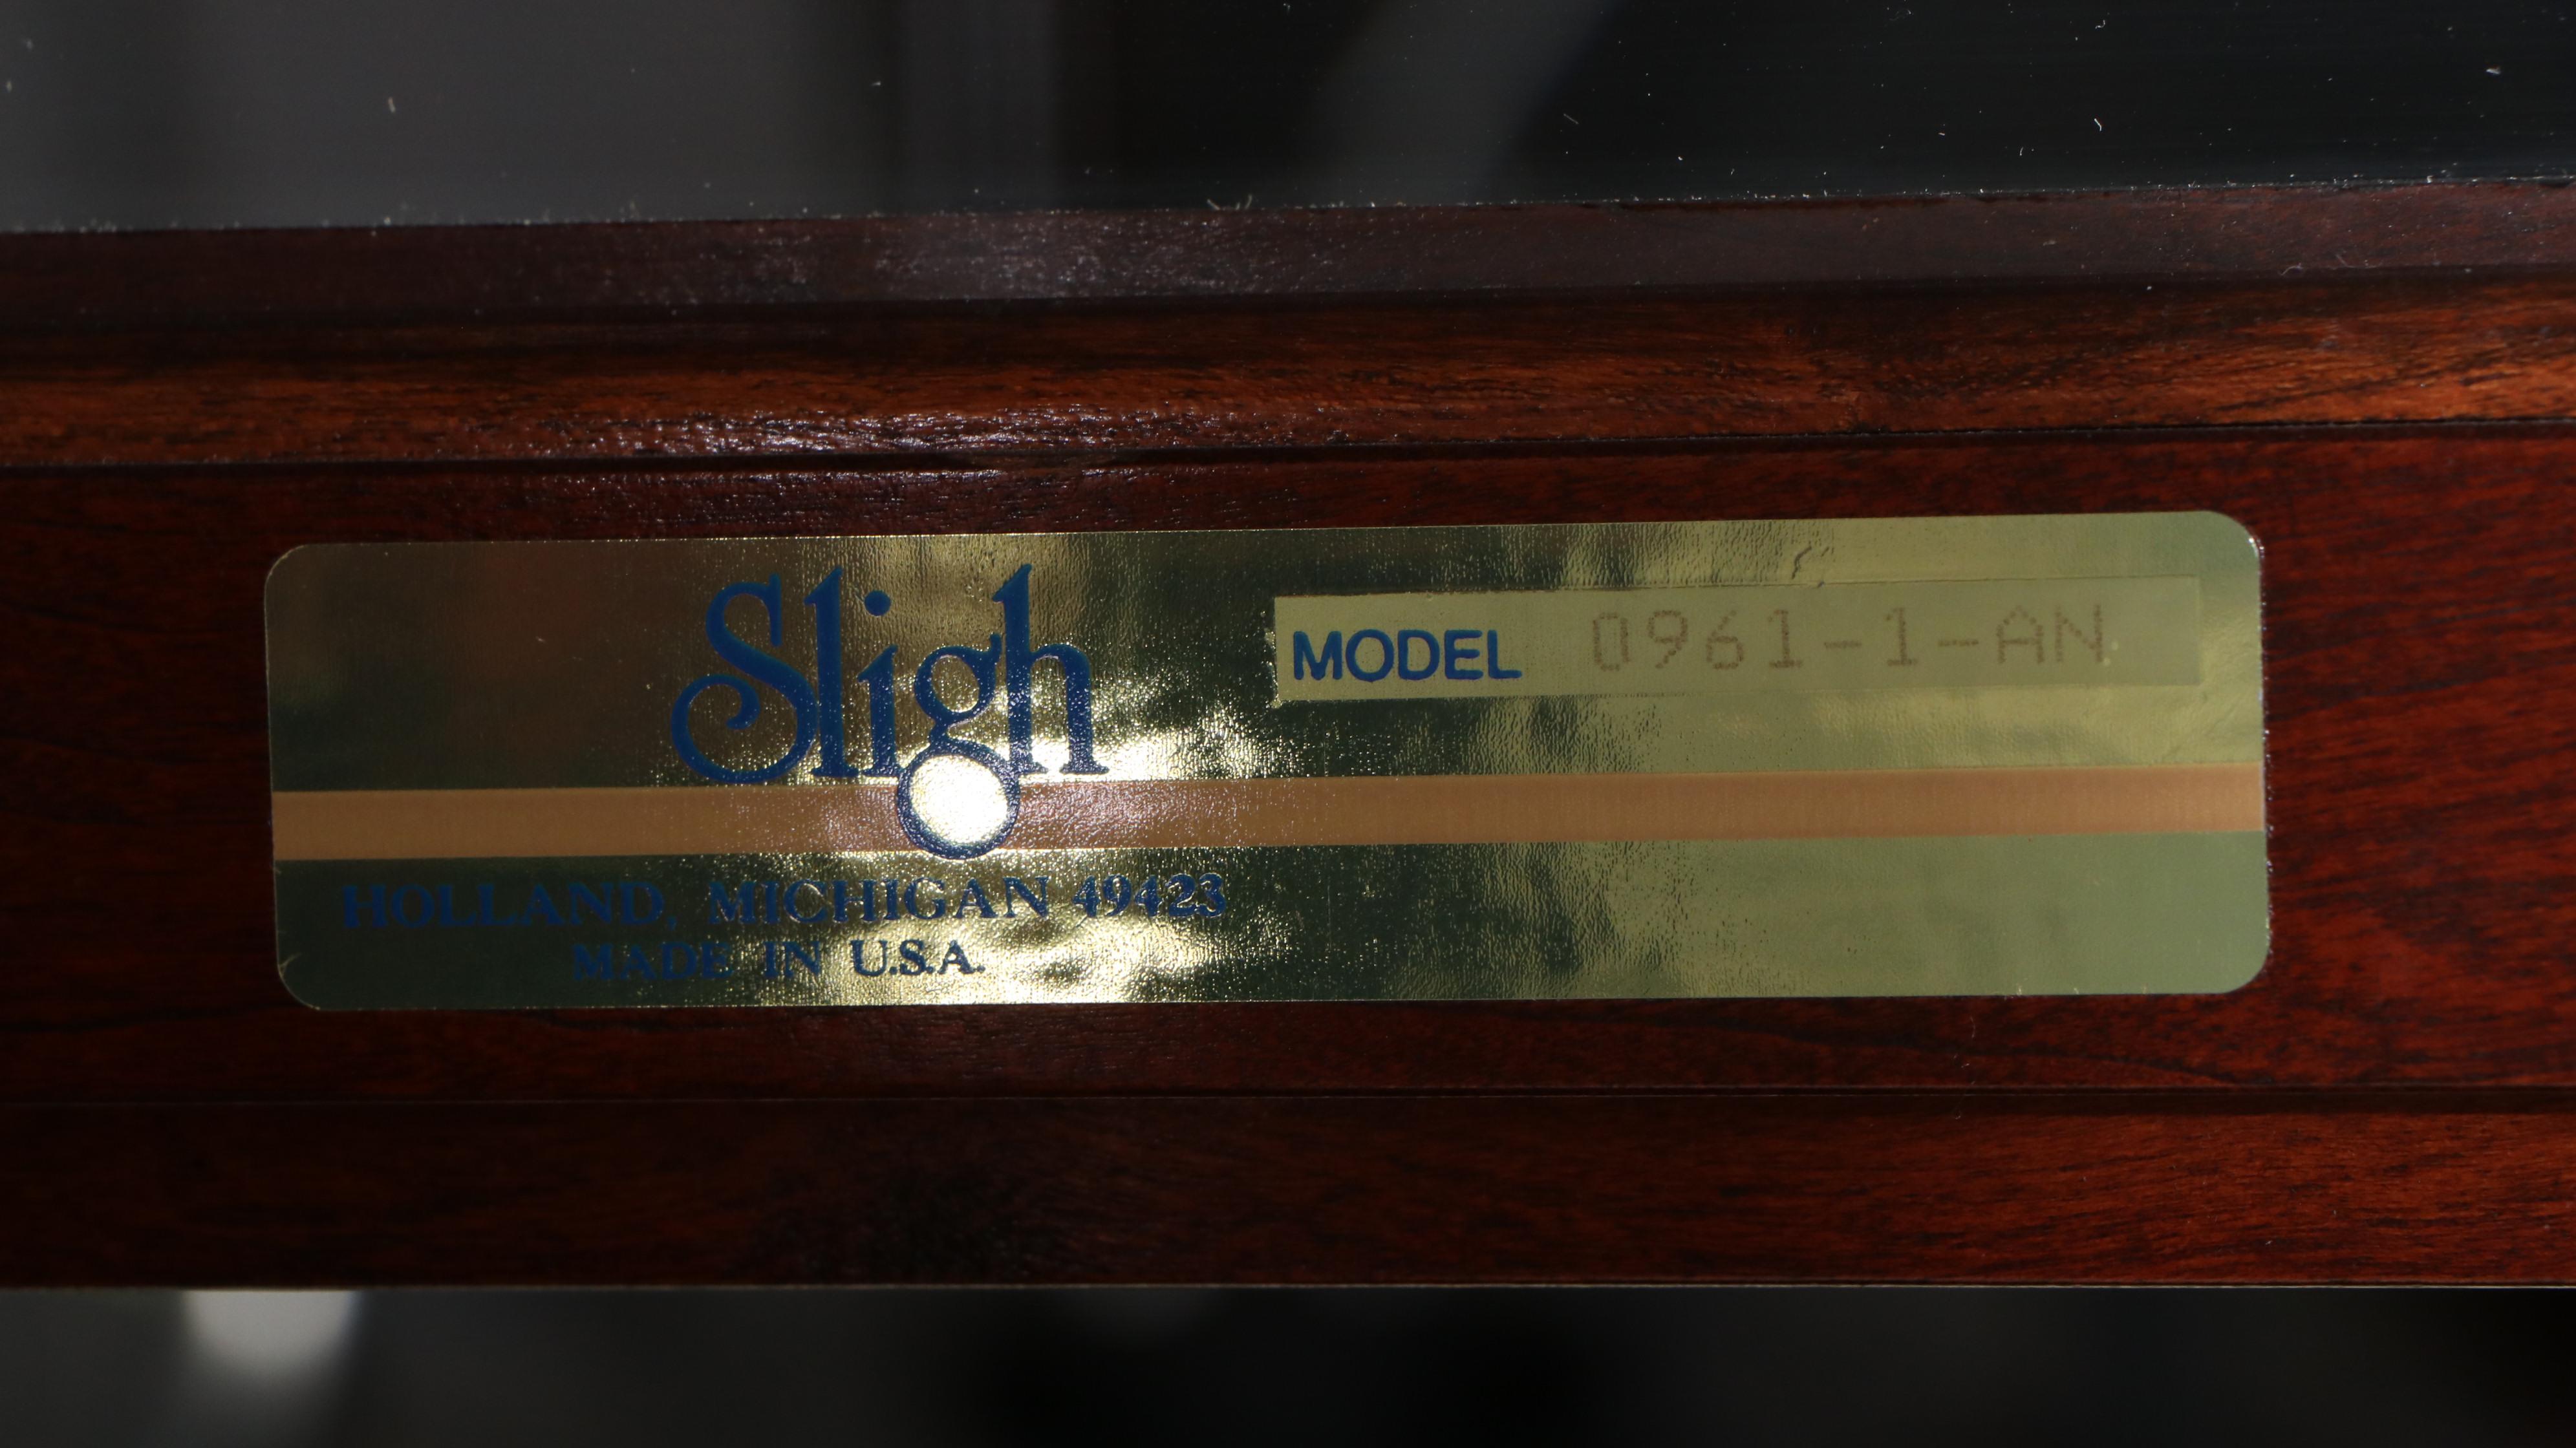 Sligh
MODEL 0961-1-AN
HOLLAND, MICHIGAN 49423
MADE IN U.S.A.